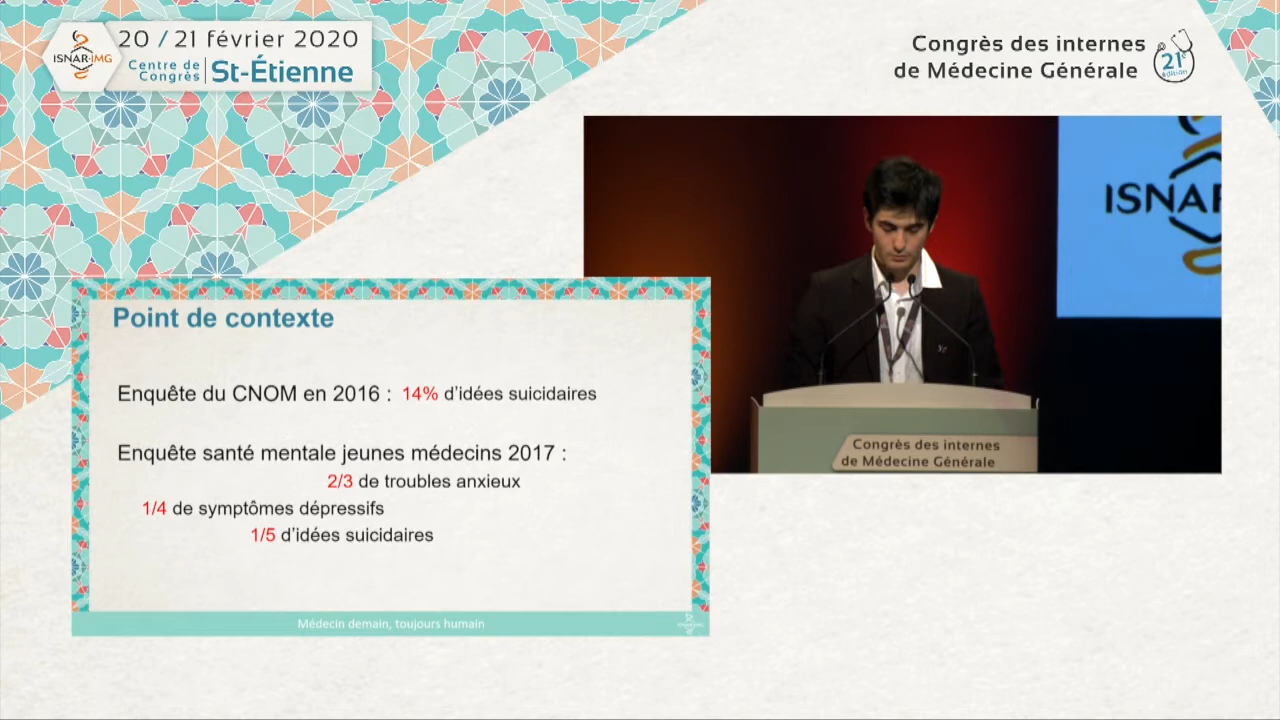 ISNAR-IMG
20 / 21 février 2020
Centre de Congrès
St-Étienne
Congrès des internes
de Médecine Générale
21e édition
ISNAR
Congrès des internes
de Médecine Générale
Point de contexte
Enquête du CNOM en 2016 : 14% d'idées suicidaires
Enquête santé mentale jeunes médecins 2017 :
2/3 de troubles anxieux
1/4 de symptômes dépressifs
1/5 d'idées suicidaires
Médecin demain, toujours humain